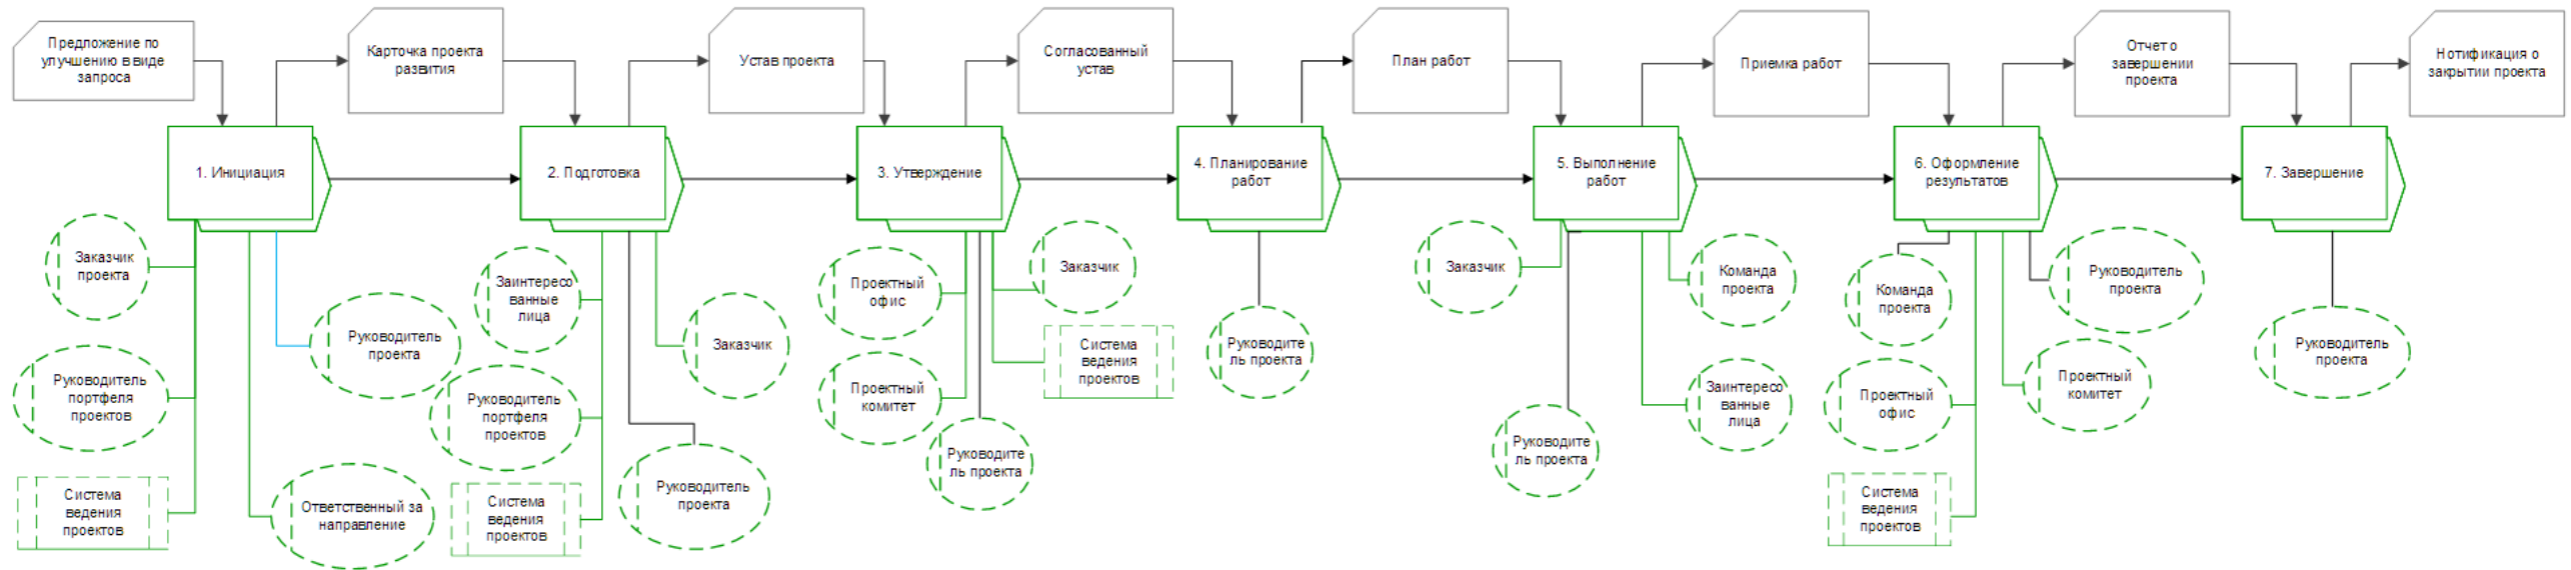 Предложение по
улучшению в виде
запроса
Карточка проекта
развития
Устав проекта
Согласованный
устав
План работ
Приемка работ
Отчет о
завершении
проекта
Нотификация о
закрытии проекта
1. Инициация
2. Подготовка
3. Утверждение
4. Планирование
работ
5. Выполнение
работ
6. Оформление
результатов
7. Завершение
Заказчик
проекта
Руководитель
портфеля
проектов
Система
ведения
проектов
Руководитель
проекта
Ответственный за
направление
Заинтересо
ванные
лица
Руководитель
портфеля
проектов
Система
ведения
проектов
Заказчик
Руководитель
проекта
Проектный
офис
Проектный
комитет
Заказчик
Система
ведения
проектов
Руководите
ль проекта
Руководите
ль проекта
Заказчик
Руководите
ль проекта
Команда
проекта
Заинтересо
ванные
лица
Команда
проекта
Проектный
офис
Система
ведения
проектов
Руководитель
проекта
Проектный
комитет
Руководитель
проекта